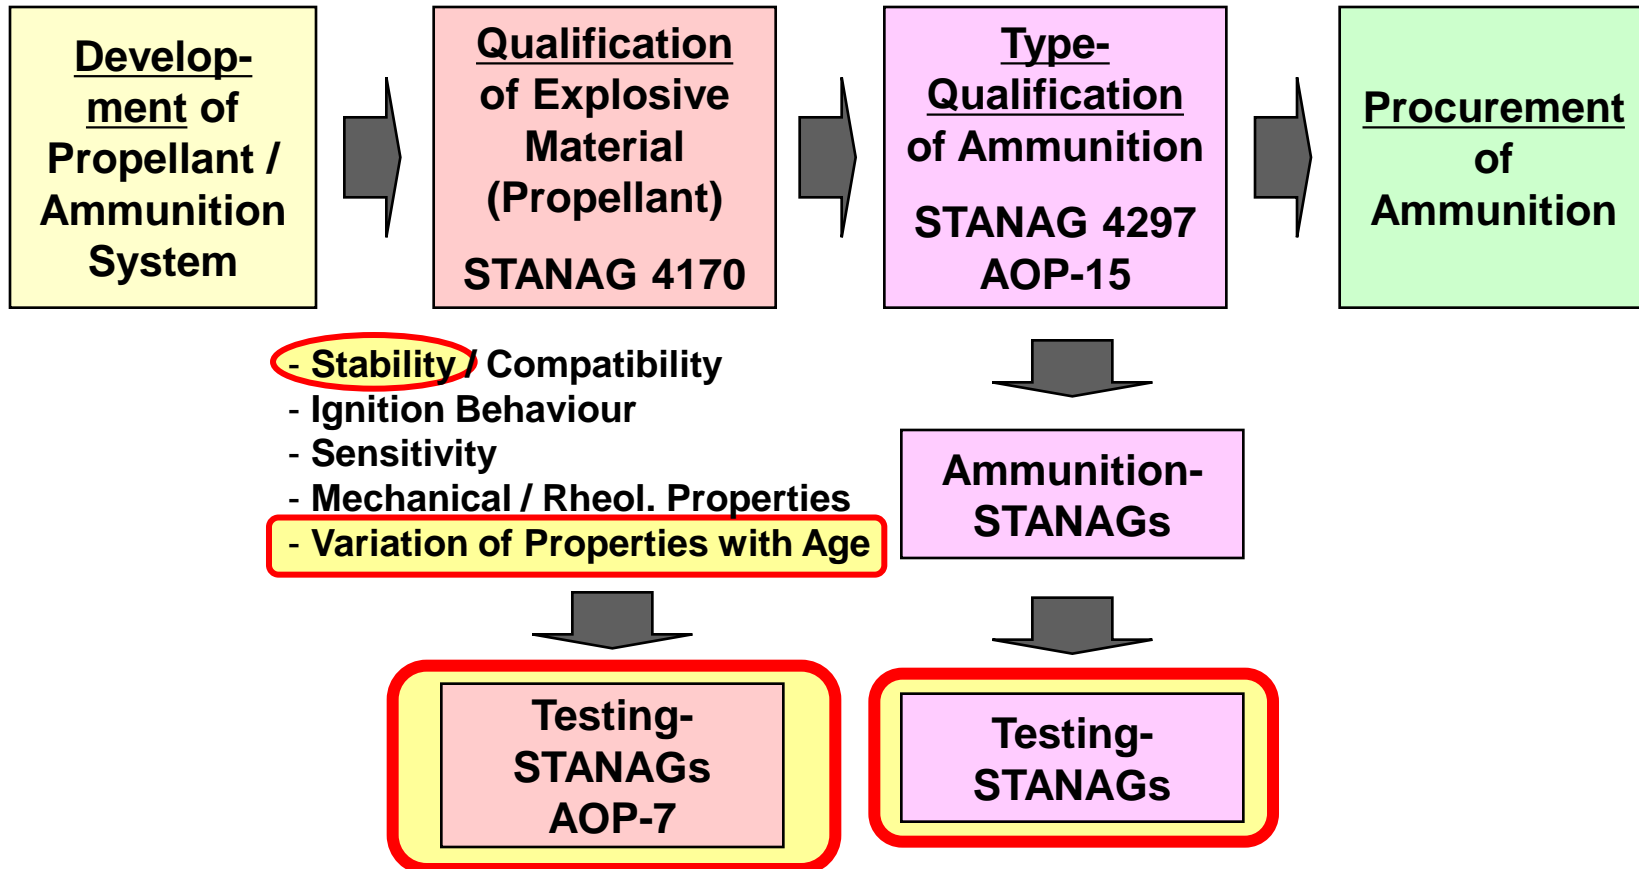 Develop-
ment of
Propellant /
Ammunition
System
Qualification
of Explosive
Material
(Propellant)
STANAG 4170
Type-
Qualification
of Ammunition
STANAG 4297
AOP-15
Procurement
of
Ammunition
- Stability / Compatibility
- Ignition Behaviour
- Sensitivity
- Mechanical / Rheol. Properties
- Variation of Properties with Age
Ammunition-
STANAGs
Testing-
STANAGs
AOP-7
Testing-
STANAGs